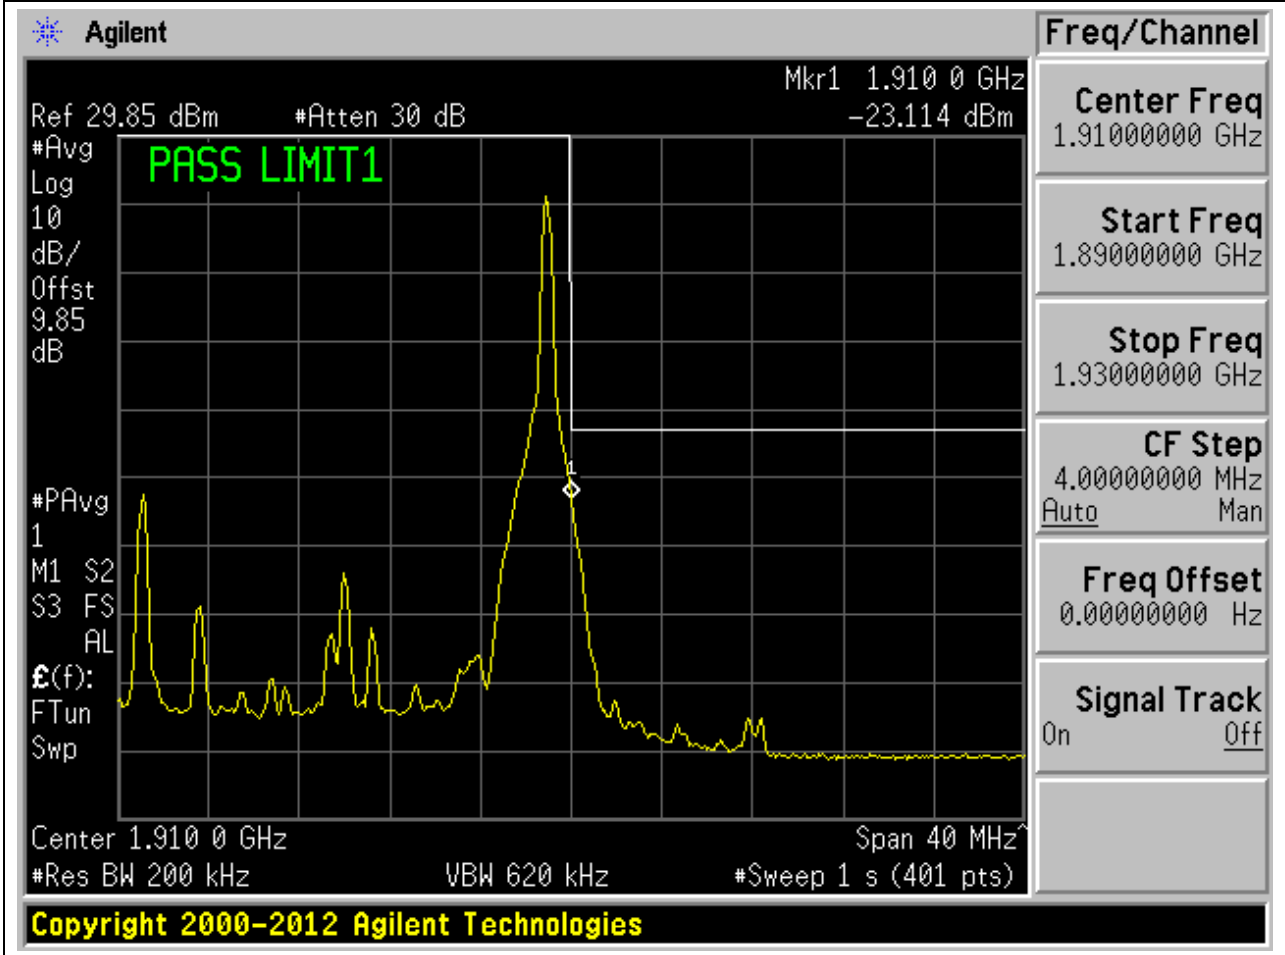 Agilent
Freq/Channel
Mkr1 1.910 0 GHz
Ref 29.85 dBm #Atten 30 dB -23.114 dBm
#Avg
Log
10
dB/
Offst
9.85
dB
PASS LIMIT1
1
#PAvg
1
M1 S2
S3 FS
AL
£(f):
FTun
Swp
Center 1.910 0 GHz Span 40 MHz^
#Res BW 200 kHz VBW 620 kHz #Sweep 1 s (401 pts)
Center Freq
1.91000000 GHz
Start Freq
1.89000000 GHz
Stop Freq
1.93000000 GHz
CF Step
4.00000000 MHz
Auto Man
Freq Offset
0.00000000 Hz
Signal Track
On Off
Copyright 2000-2012 Agilent Technologies